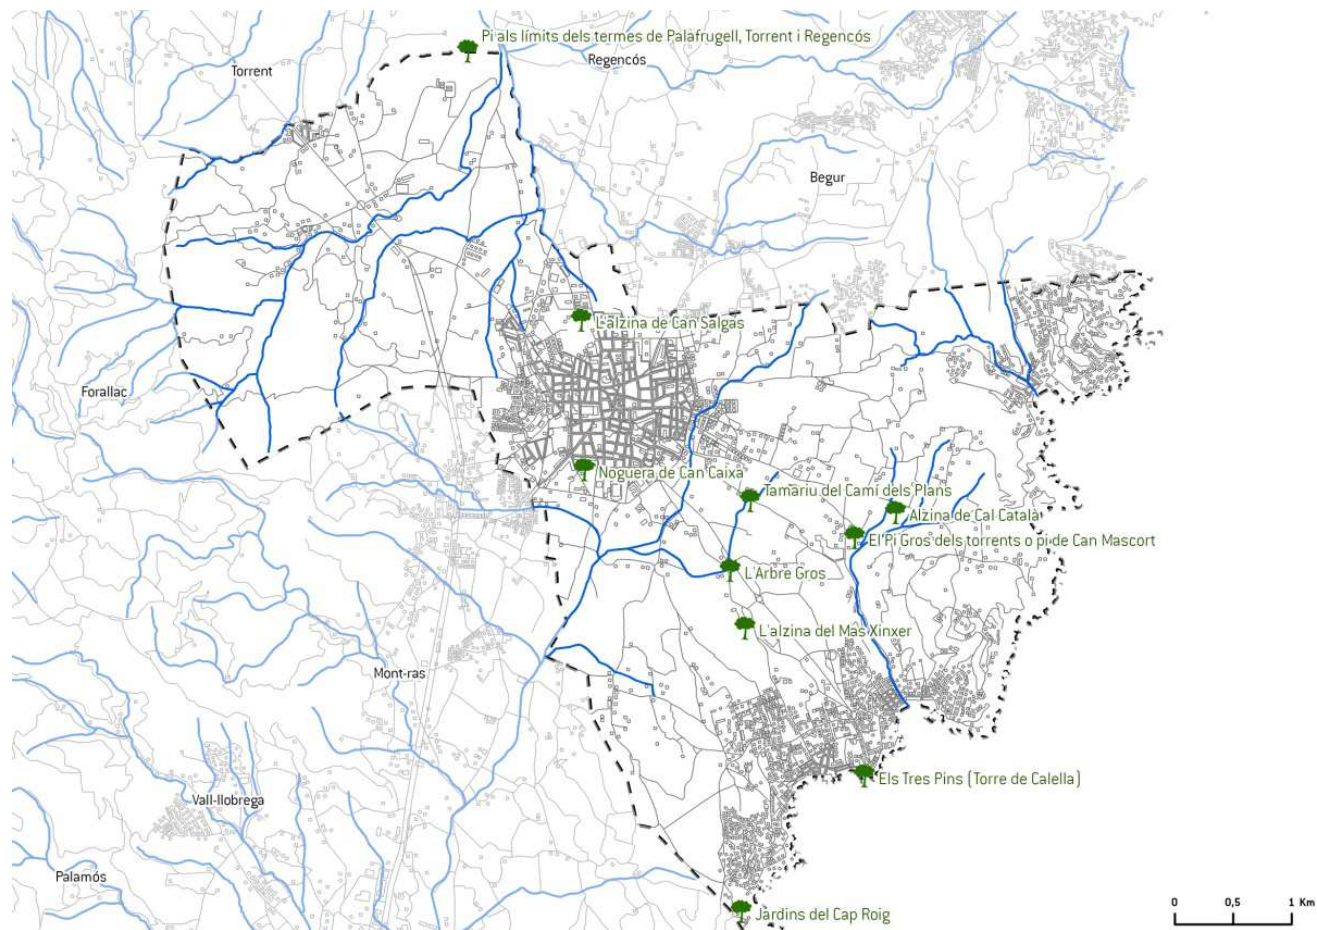 Pi als límits dels termes de Palafrugell, Torrent i Regencós
Regencós
Torrent
Begur
L'alzina de Can Salgas
Forallac
Noguera de Can Caixa
Tamariu del Camí dels Plans
Alzina de Cal Català
El Pi Gros dels torrents o pi de Can Mascort
L'Arbre Gros
L'alzina del Mas Xinxer
Mont-ras
Els Tres Pins (Torre de Calella)
Vall-llobrega
Palamós
Jardins del Cap Roig
0 0,5 1 Km